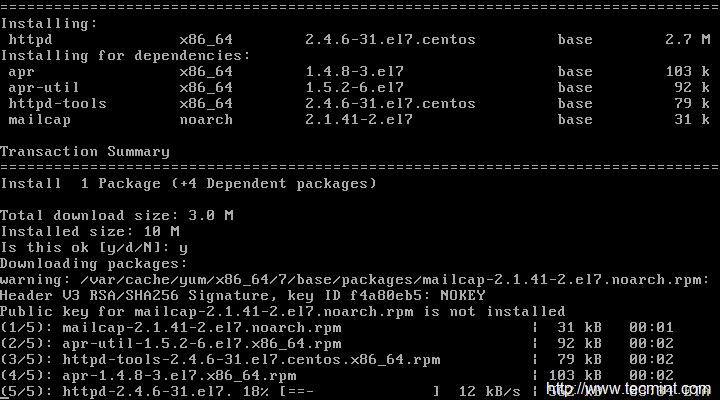 ================================================================================
Installing:
 httpd              x86_64         2.4.6-31.el7.centos          base         2.7 M
Installing for dependencies:
 apr                x86_64         1.4.8-3.el7                  base         103 k
 apr-util           x86_64         1.5.2-6.el7                  base          92 k
 httpd-tools        x86_64         2.4.6-31.el7.centos          base          79 k
 mailcap            noarch         2.1.41-2.el7                 base          31 k
Transaction Summary
================================================================================
Install  1 Package (+4 Dependent packages)
Total download size: 3.0 M
Installed size: 10 M
Is this ok [y/d/N]: y
Downloading packages:
warning: /var/cache/yum/x86_64/7/base/packages/mailcap-2.1.41-2.el7.noarch.rpm:
Header V3 RSA/SHA256 Signature, key ID f4a80eb5: NOKEY
Public key for mailcap-2.1.41-2.el7.noarch.rpm is not installed
(1/5): mailcap-2.1.41-2.el7.noarch.rpm                     |  31 kB   00:01
(2/5): apr-util-1.5.2-6.el7.x86_64.rpm                     |  92 kB   00:02
(3/5): httpd-tools-2.4.6-31.el7.centos.x86_64.rpm          |  79 kB   00:02
(4/5): apr-1.4.8-3.el7.x86_64.rpm                          | 103 kB   00:02
(5/5): httpd-2.4.6-31.el7. 18% [==-             ]  12 kB/s |
http://www.tecmint.com